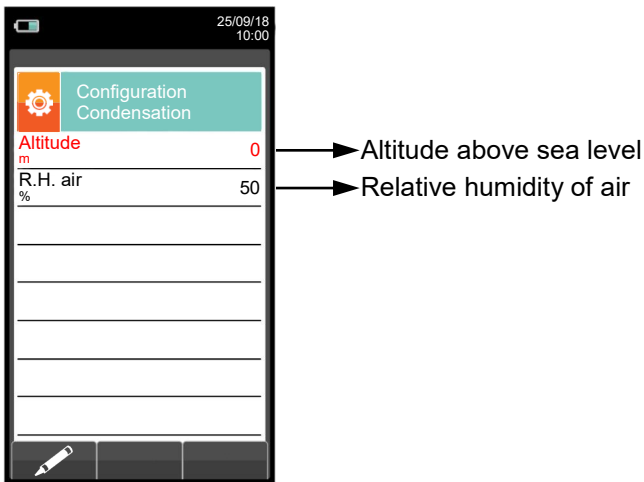 25/09/18
10:00
Configuration
Condensation
Altitude
m
0
Altitude above sea level
R.H. air
%
50
Relative humidity of air